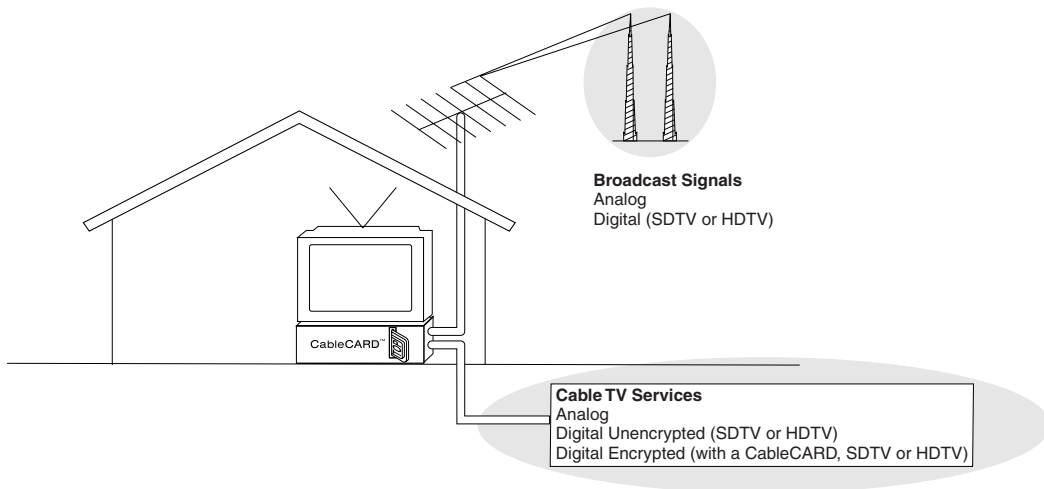 Broadcast Signals
Analog
Digital (SDTV or HDTV)
CableCARD™
Cable TV Services
Analog
Digital Unencrypted (SDTV or HDTV)
Digital Encrypted (with a CableCARD, SDTV or HDTV)